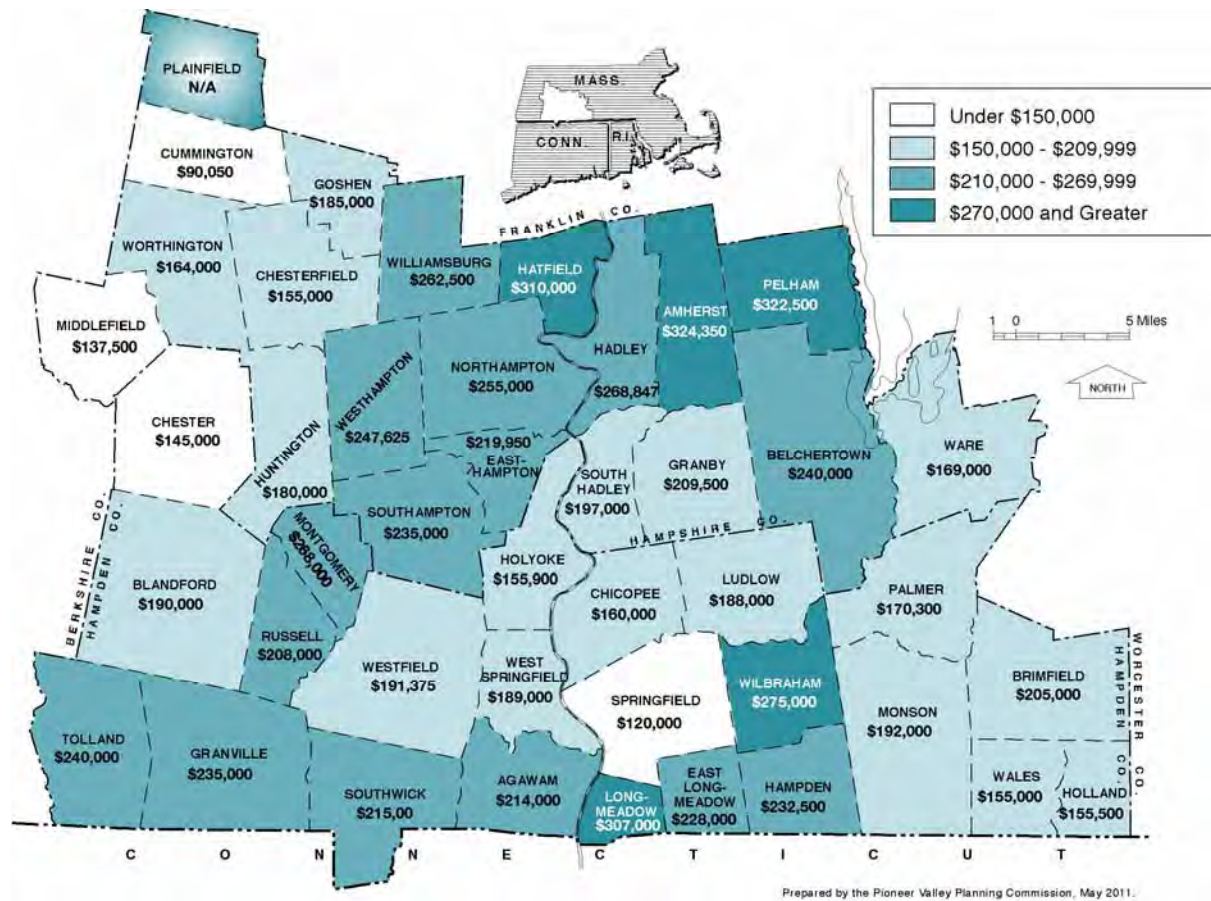 PLAINFIELD
N/A
CUMMINGTON
$90,050
GOSHEN
$185,000
WORTHINGTON
$164,000
CHESTERFIELD
$155,000
WILLIAMSBURG
$262,500
FRANKLIN CO.
HATFIELD
$310,000
HADLEY
$268,847
AMHERST
$324,350
PELHAM
$322,500
MASS.
CONN.
R.I.
Under $150,000
$150,000 - $209,999
$210,000 - $269,999
$270,000 and Greater
1 0 5 Miles
NORTH
MIDDLEFIELD
$137,500
CHESTER
$145,000
HUNTINGTON
$180,000
WESTHAMPTON
$247,625
NORTHAMPTON
$255,000
$219,950
EAST-
HAMPTON
SOUTHAMPTON
$235,000
SOUTH
HADLEY
$197,000
GRANBY
$209,500
BELCHERTOWN
$240,000
WARE
$169,000
HAMPSHIRE CO.
BERKSHIRE CO.
HAMPDEN CO.
BLANDFORD
$190,000
MONTGOMERY
$268,000
RUSSELL
$208,000
WESTFIELD
$191,375
HOLYOKE
$155,900
WEST
SPRINGFIELD
$189,000
CHICOPEE
$160,000
LUDLOW
$188,000
PALMER
$170,300
SPRINGFIELD
$120,000
WILBRAHAM
$275,000
MONSON
$192,000
BRIMFIELD
$205,000
HAMPDEN CO.
WORCESTER CO.
TOLLAND
$240,000
GRANVILLE
$235,000
SOUTHWICK
$215,00
AGAWAM
$214,000
LONG-
MEADOW
$307,000
EAST
LONG-
MEADOW
$228,000
HAMPDEN
$232,500
WALES
$155,000
HOLLAND
$155,500
CONNECTICUT
Prepared by the Pioneer Valley Planning Commission, May 2011.